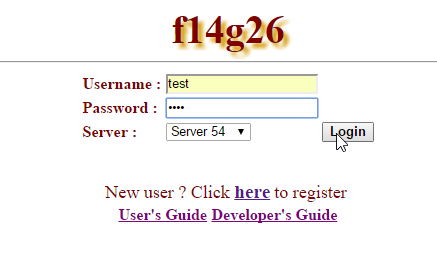 f14g26
Username : test
Password : ••••
Server : Server 54 ▼ Login
New user ? Click here to register
User's Guide Developer's Guide